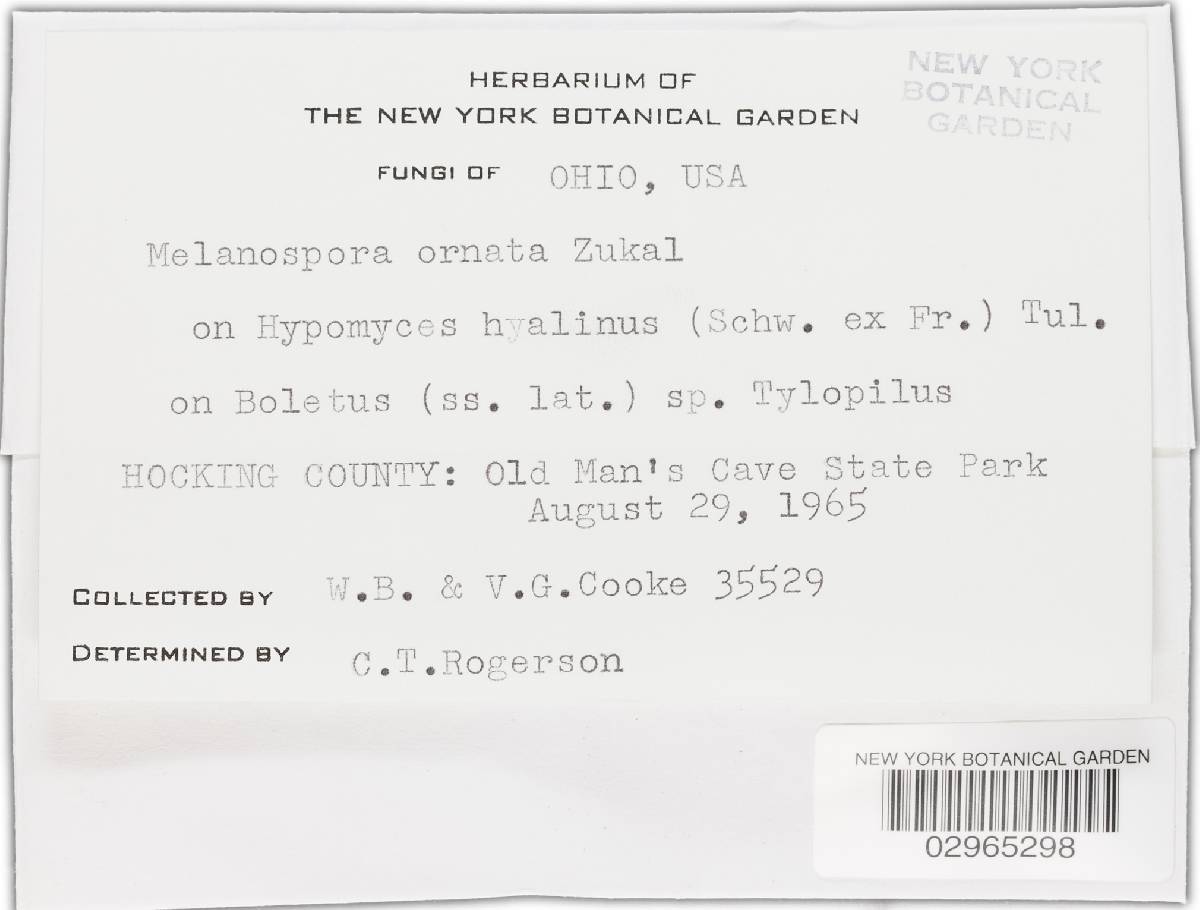 HERBARIUM OF
THE NEW YORK BOTANICAL GARDEN
NEW YORK
BOTANICAL
GARDEN
FUNGI OF OHIO, USA
Melanospora ornata Zukal
on Hypomyces hyalinus (Schw. ex Fr.) Tul.
on Boletus (ss. lat.) sp. Tylopilus
HOCKING COUNTY: Old Man's Cave State Park
August 29, 1965
COLLECTED BY W.B. & V.G.Cooke 35529
DETERMINED BY C.T.Rogerson
NEW YORK BOTANICAL GARDEN
02965298